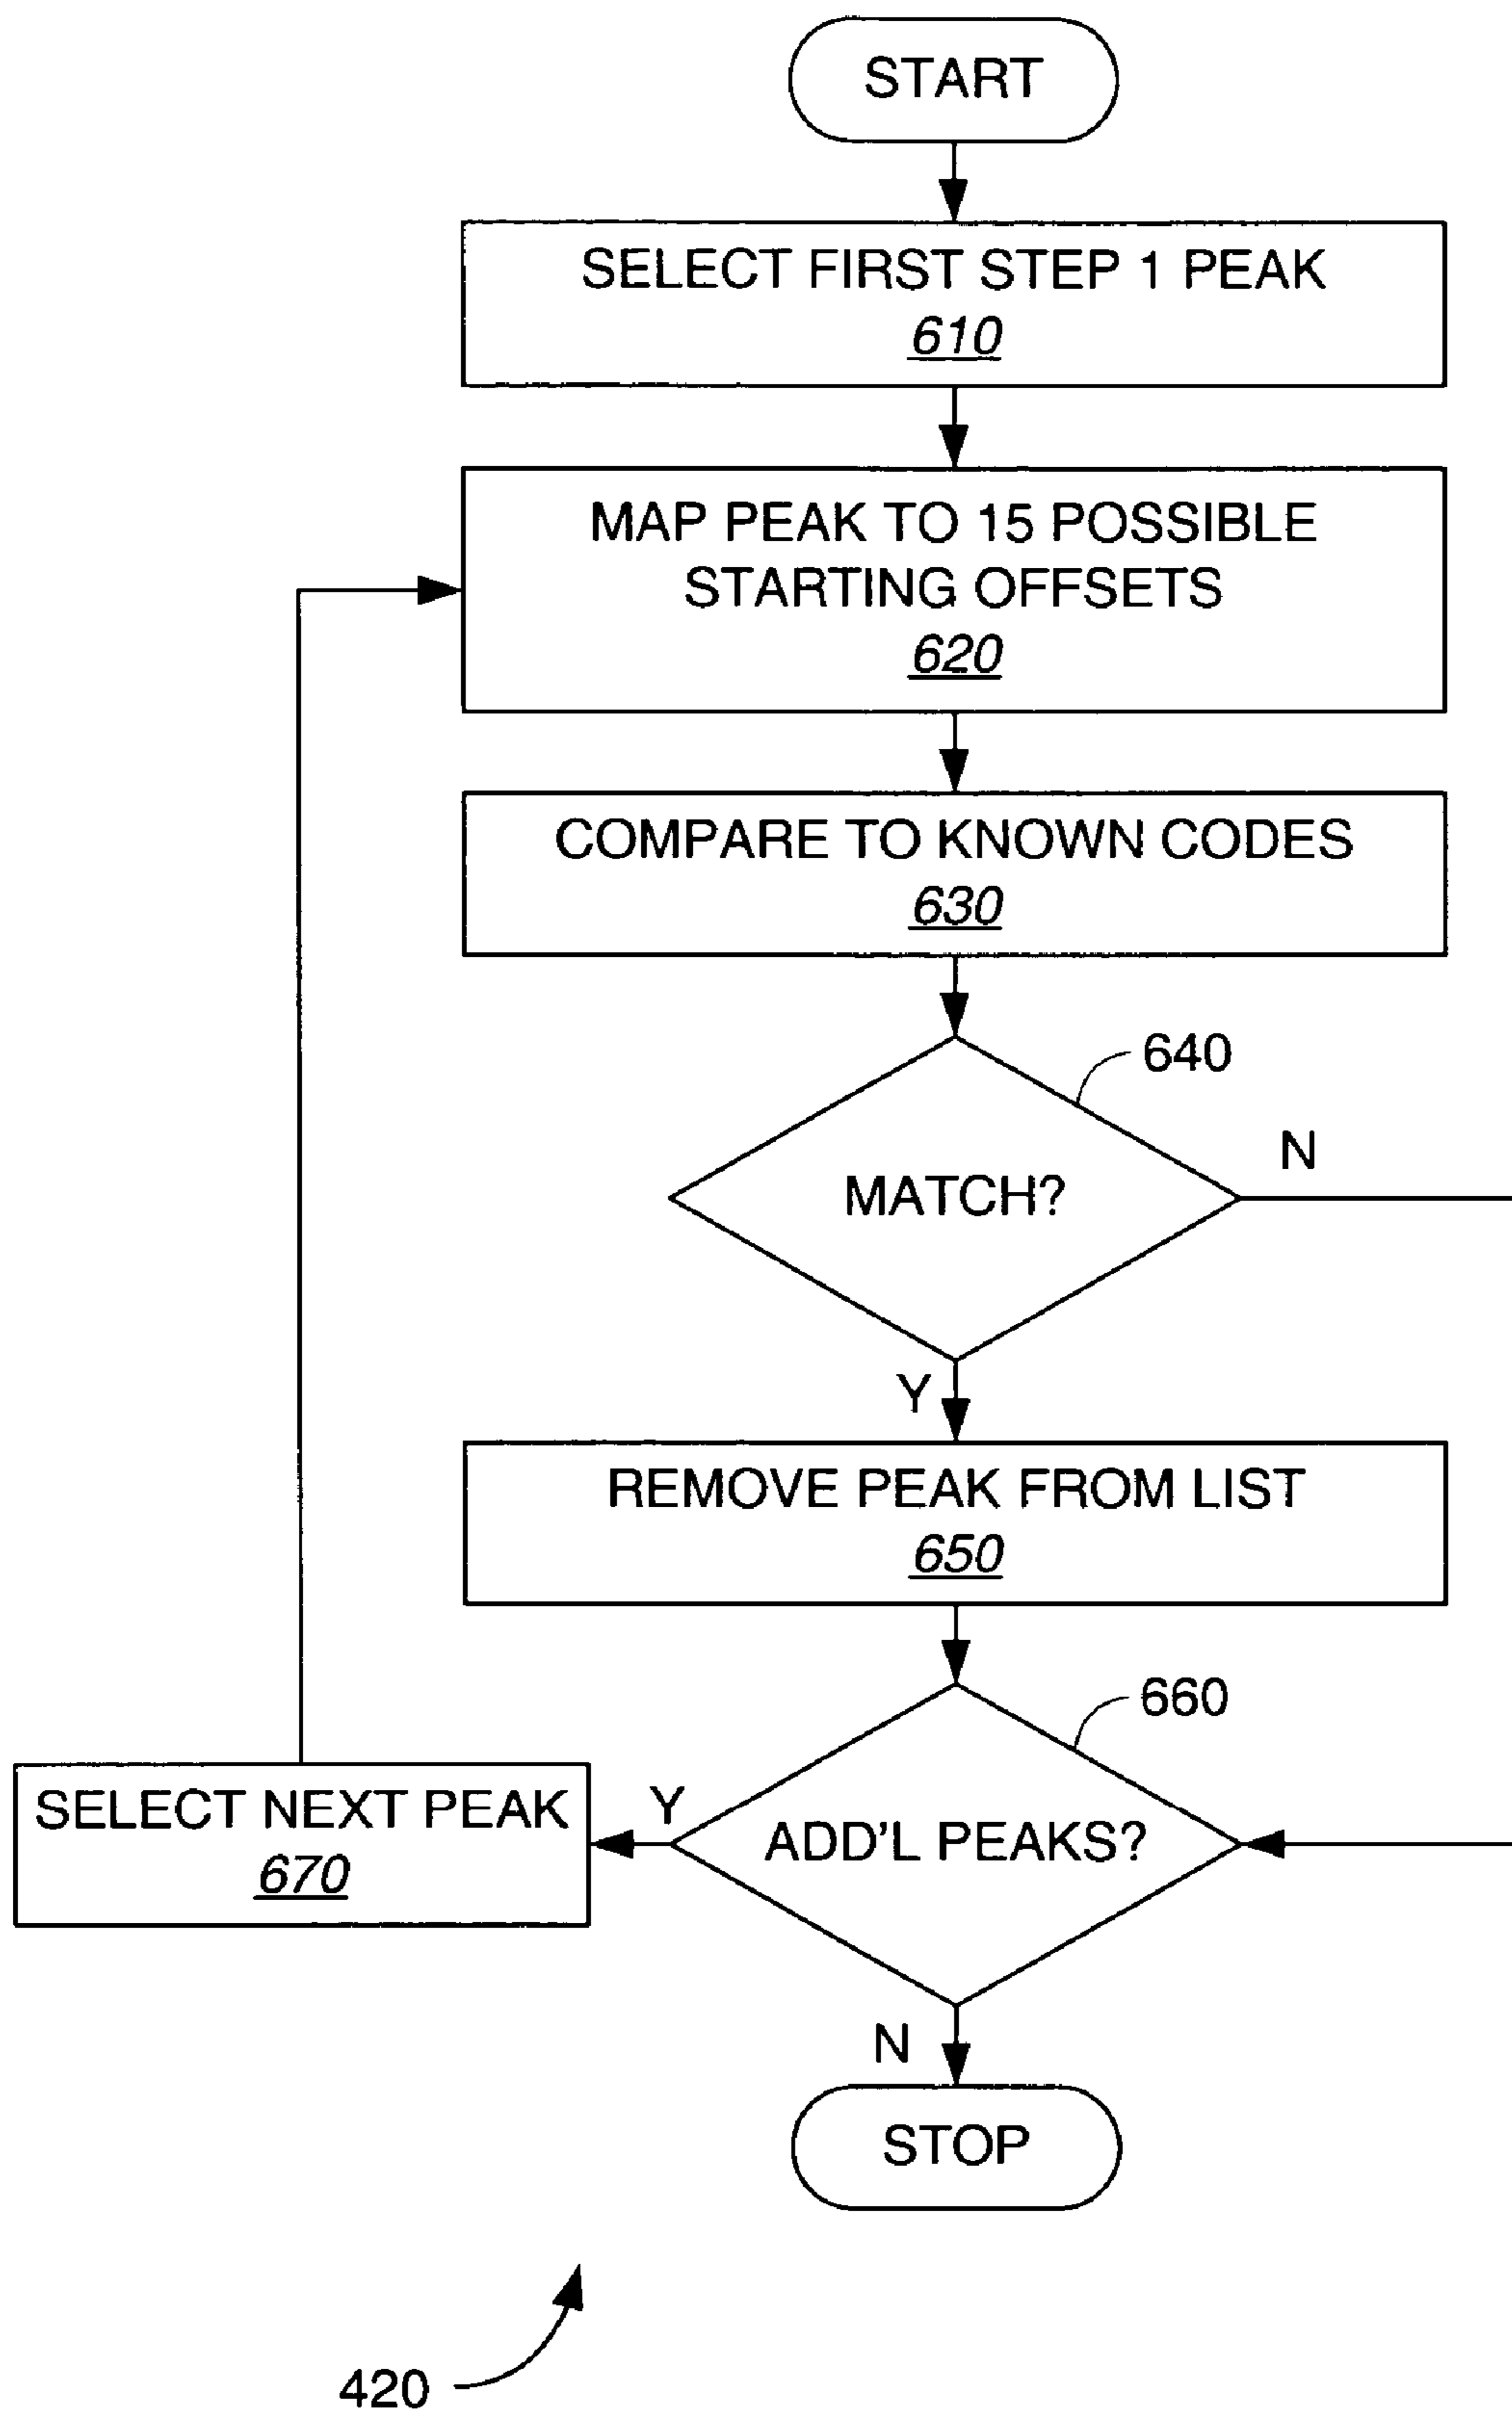 START
SELECT FIRST STEP 1 PEAK
610
MAP PEAK TO 15 POSSIBLE
STARTING OFFSETS
620
COMPARE TO KNOWN CODES
630
640
N
MATCH?
Y
REMOVE PEAK FROM LIST
650
660
SELECT NEXT PEAK
670
Y
ADD'L PEAKS?
N
STOP
420